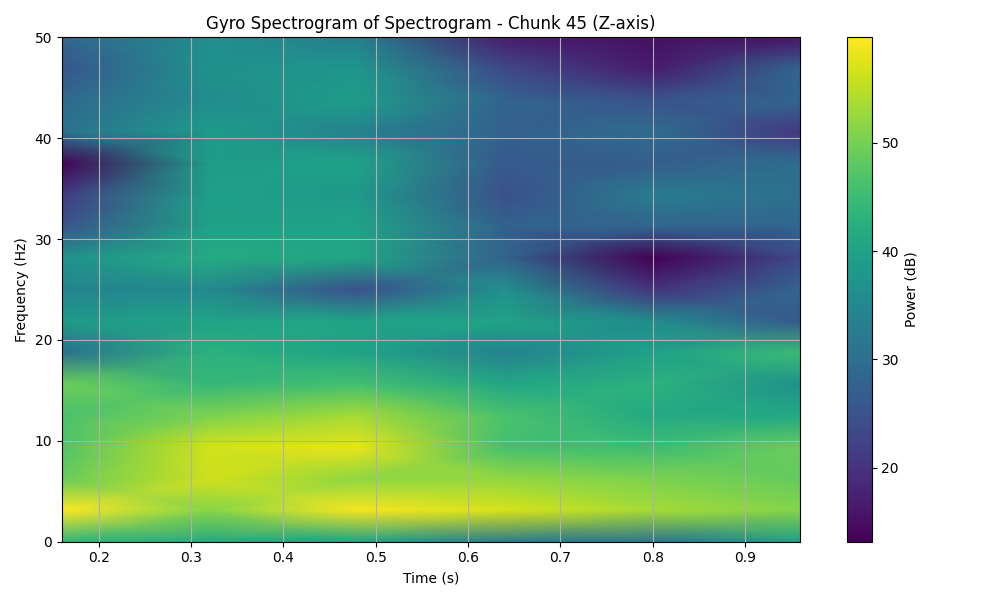 Gyro Spectrogram of Spectrogram - Chunk 45 (Z-axis)
50
40
30
20
10
0
Frequency (Hz)
0.2 0.3 0.4 0.5 0.6 0.7 0.8 0.9
Time (s)
50
40
30
20
Power (dB)